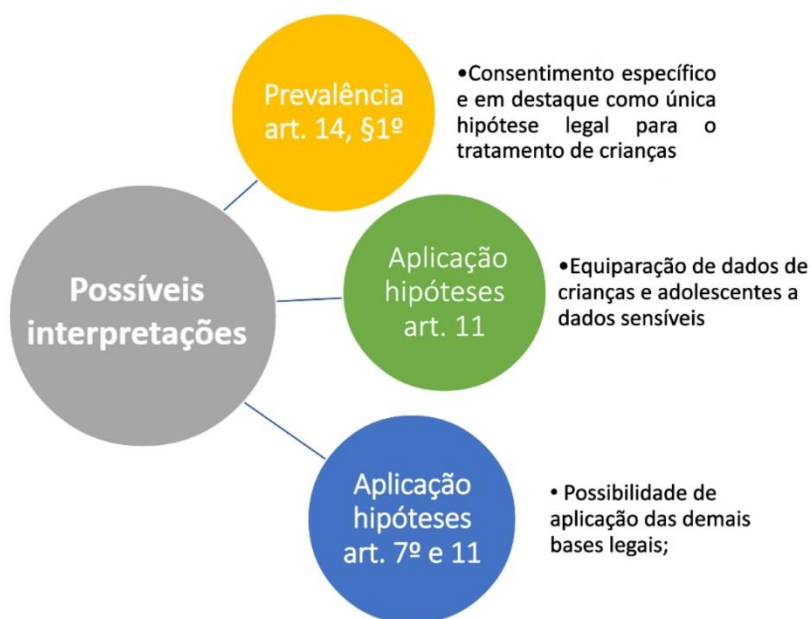 Prevalência
art. 14, §1º
•Consentimento específico
e em destaque como única
hipótese legal para o
tratamento de crianças
Possíveis
interpretações
Aplicação
hipóteses
art. 11
•Equiparação de dados de
crianças e adolescentes a
dados sensíveis
Aplicação
hipóteses
art. 7º e 11
• Possibilidade de
aplicação das demais
bases legais;